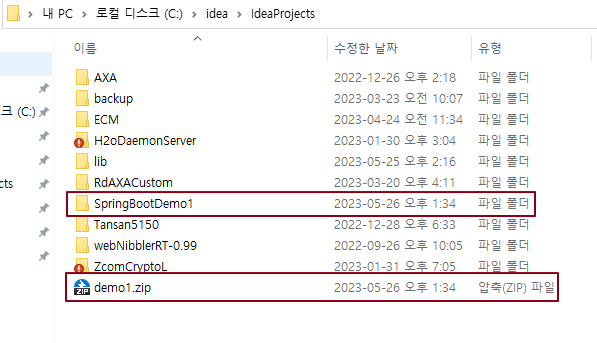 내 PC > 로컬 디스크 (C:) > idea > IdeaProjects
이름 수정한 날짜 유형
AXA 2022-12-26 오후 2:18 파일 폴더
backup 2023-03-23 오전 10:07 파일 폴더
ECM 2023-04-24 오전 11:34 파일 폴더
H2oDaemonServer 2023-01-30 오후 3:04 파일 폴더
lib 2023-05-25 오후 2:16 파일 폴더
RdAXACustom 2023-03-20 오후 4:11 파일 폴더
SpringBootDemo1 2023-05-26 오후 1:34 파일 폴더
Tansan5150 2022-12-28 오후 6:33 파일 폴더
webNibblerRT-0.99 2022-09-26 오후 10:05 파일 폴더
ZcomCryptoL 2023-01-31 오후 7:05 파일 폴더
ZIP demo1.zip 2023-05-26 오후 1:34 압축(ZIP) 파일
크 (C:)
cts